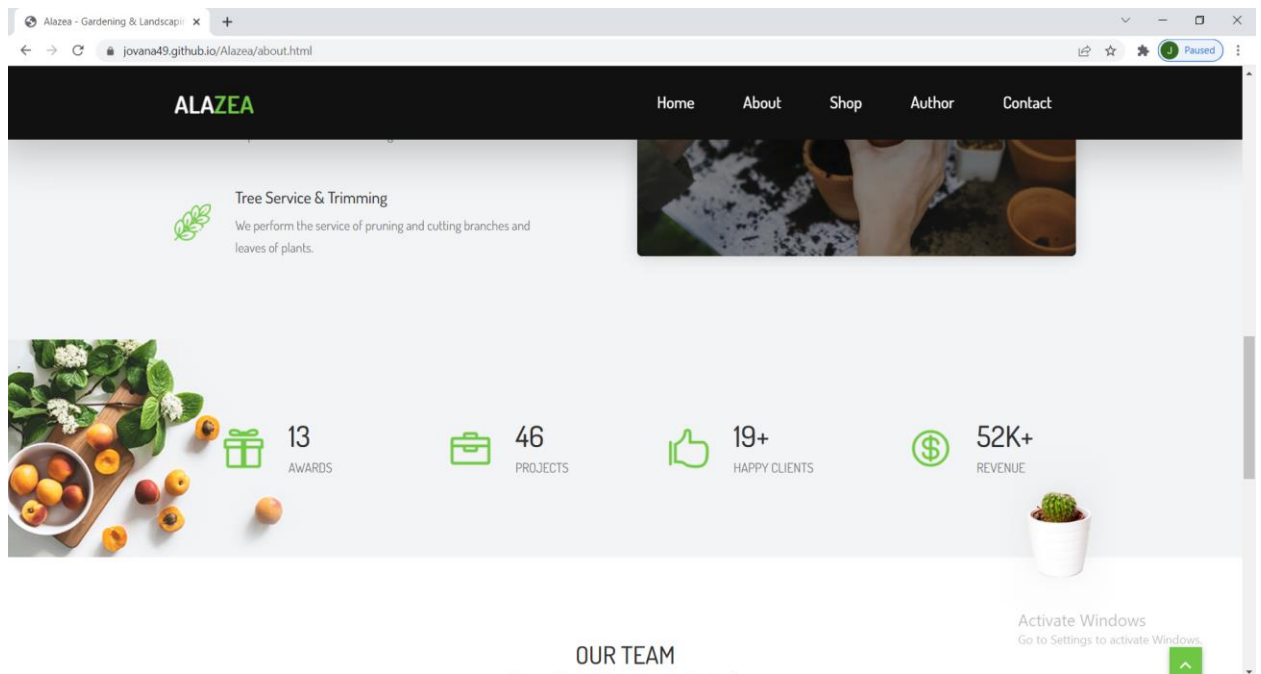 Alazea - Gardening & Landscapin
jovana49.github.io/Alazea/about.html
J Paused
ALAZEA
Home About Shop Author Contact
Tree Service & Trimming
We perform the service of pruning and cutting branches and
leaves of plants.
13
AWARDS
46
PROJECTS
19+
HAPPY CLIENTS
52K+
REVENUE
Activate Windows
Go to Settings to activate Windows.
OUR TEAM